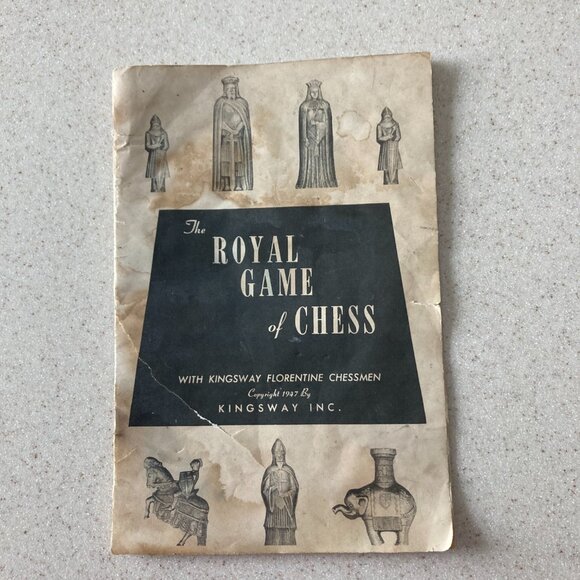 The
ROYAL
GAME
of CHESS
WITH KINGSWAY FLORENTINE CHESSMEN
Copyright 1947 By
KINGSWAY INC.